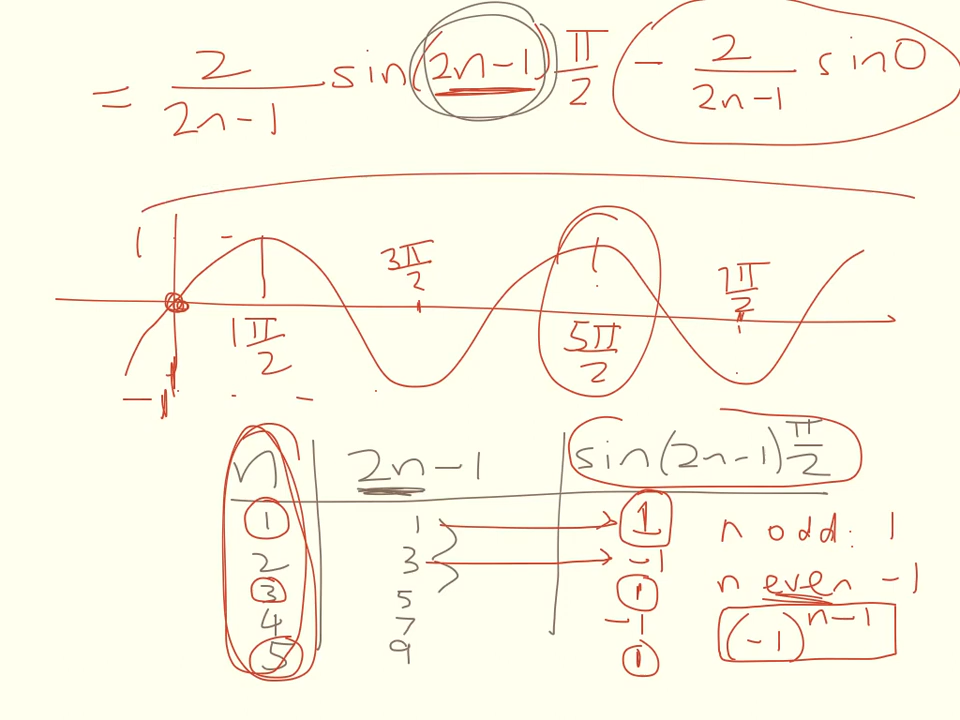 = 2/(2n-1) sin(2n-1) π/2 - 2/(2n-1) sin0
1
3π/2
7π/2
1π/2
5π/2
-1
n 2n-1 sin(2n-1)π/2
1 1 1 n odd: 1
2 3 -1
3 5 1 n even -1
4 7 -1 (-1)^(n-1)
5 9 1